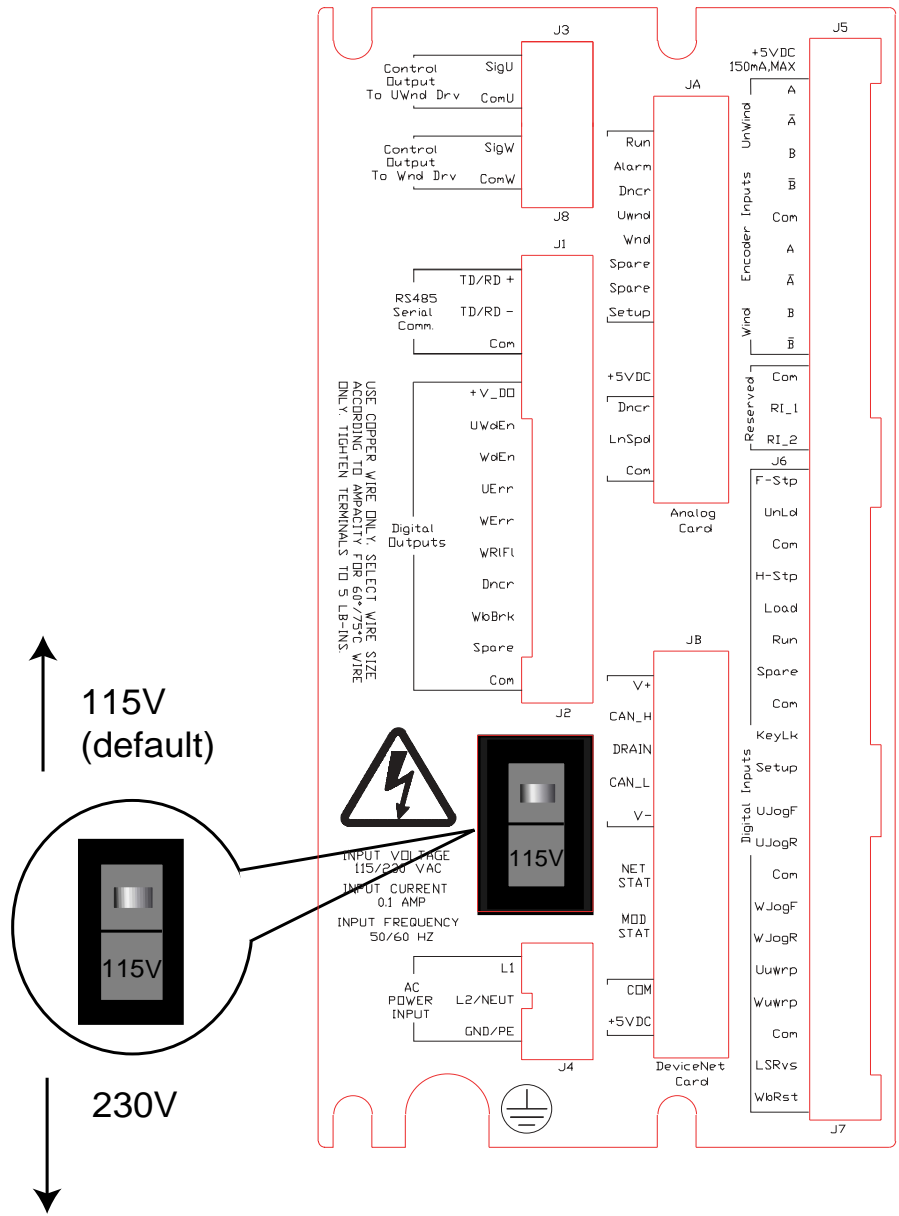 J3
Control
Output
To UWnd Drv
SigU
ComU
Control
Output
To Wnd Drv
SigW
ComW
J8
J1
RS485
Serial
Comm.
TD/RD +
TD/RD -
Com
+V_DO
UWdEn
WdEn
UErr
WErr
WRlFl
Dncr
WbBrk
Spare
Com
Digital
Outputs
J2
USE COPPER WIRE ONLY. SELECT WIRE SIZE
ACCORDING TO AMPACITY FOR 60°/75°C WIRE
ONLY. TIGHTEN TERMINALS TO 5 LB-INS.
115V
(default)
115V
230V
INPUT VOLTAGE
115/230 VAC
INPUT CURRENT
0.1 AMP
INPUT FREQUENCY
50/60 HZ
115V
AC
POWER
INPUT
L1
L2/NEUT
GND/PE
J4
JA
Run
Alarm
Dncr
Uwnd
Wnd
Spare
Spare
Setup
+5VDC
Dncr
LnSpd
Com
Analog
Card
JB
V+
CAN_H
DRAIN
CAN_L
V-
NET
STAT
MOD
STAT
COM
+5VDC
DeviceNet
Card
J5
+5VDC
150mA,MAX
UnWind
Encoder Inputs
Wind
A
A̅
B
B̅
Com
A
A̅
B
B̅
Reserved
Com
RI_1
RI_2
J6
Digital Inputs
F-Stp
UnLd
Com
H-Stp
Load
Run
Spare
Com
KeyLk
Setup
UJogF
UJogR
Com
WJogF
WJogR
Uuwrp
Wuwrp
Com
LSRvs
WbRst
J7